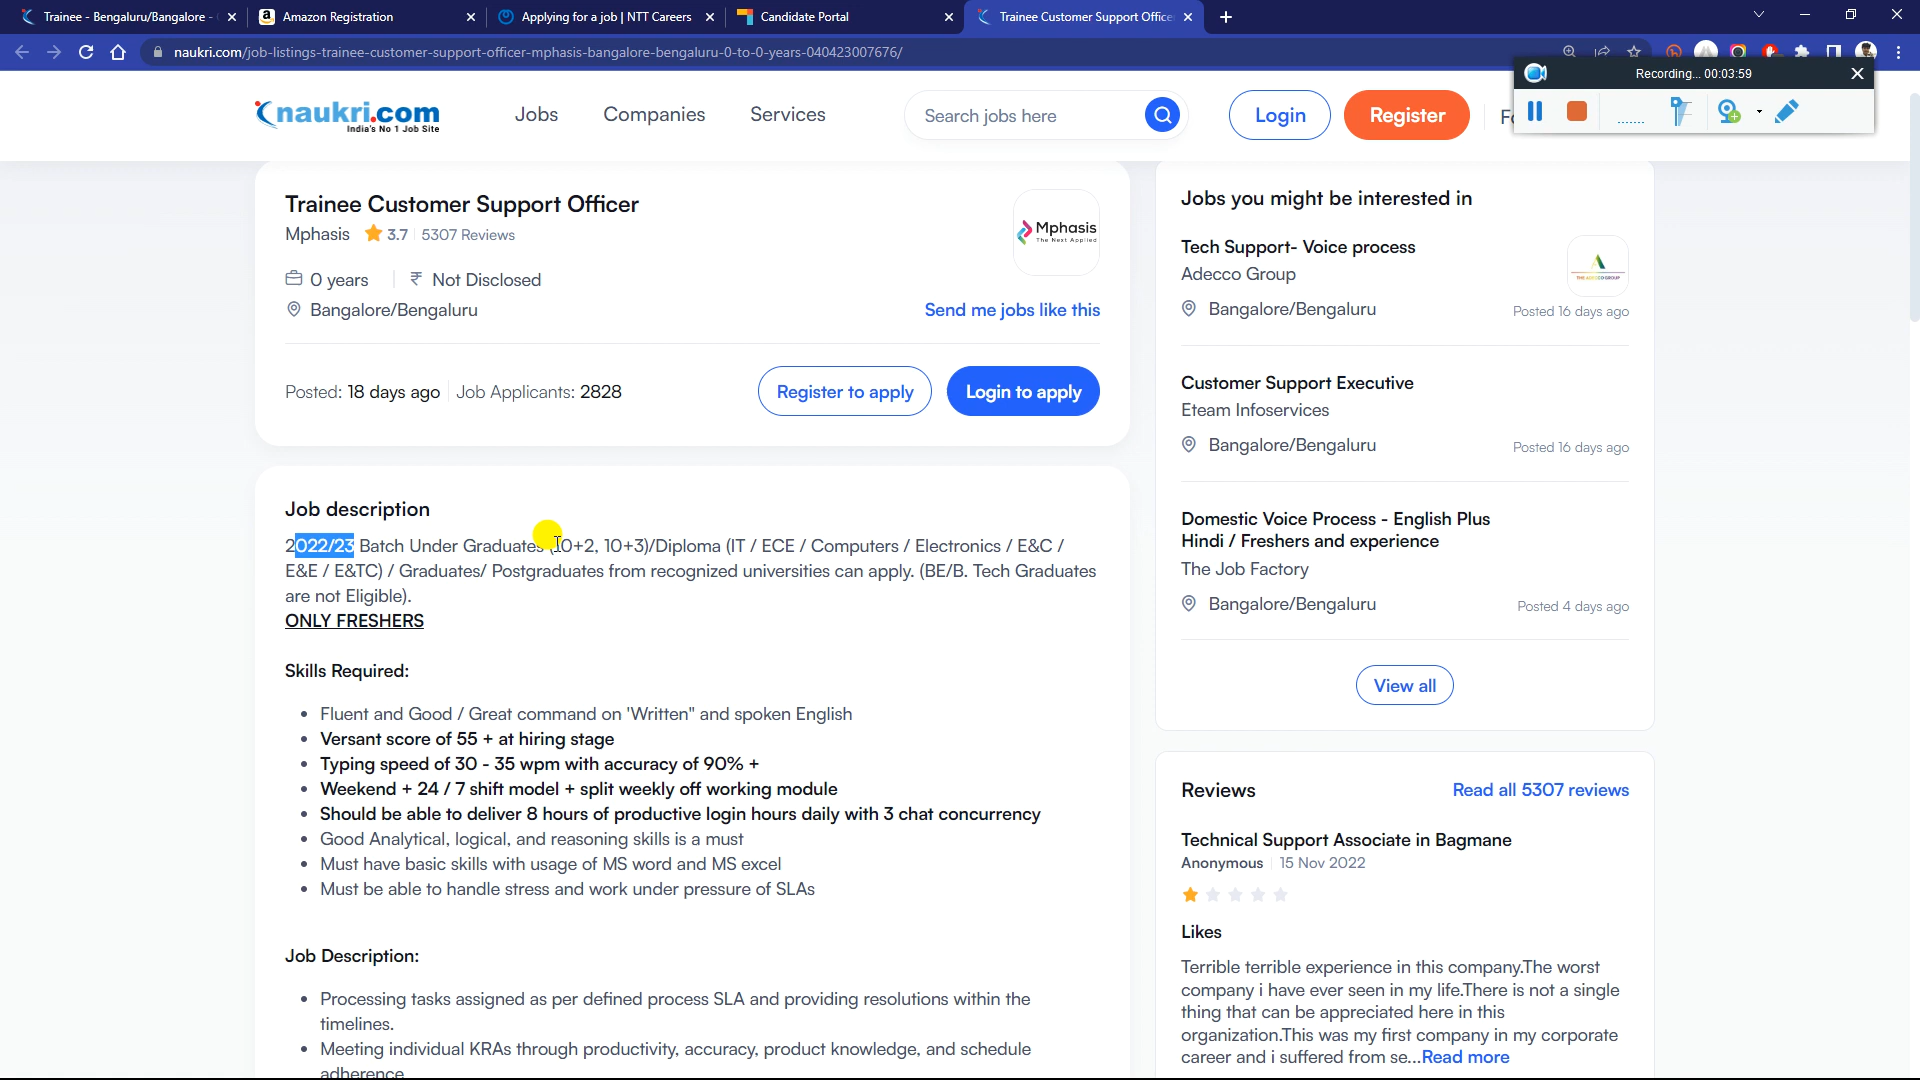 Trainee - Bengaluru/Bangalore -
Amazon Registration
Applying for a job | NTT Careers
Candidate Portal
Trainee Customer Support Office
naukri.com/job-listings-trainee-customer-support-officer-mphasis-bangalore-bengaluru-0-to-0-years-040423007676/
Recording... 00:03:59
naukri.com
India's No 1 Job Site
Jobs
Companies
Services
Search jobs here
Login
Register
Trainee Customer Support Officer
Mphasis
3.7
5307 Reviews
Mphasis
The Next Applied
0 years
₹ Not Disclosed
Bangalore/Bengaluru
Send me jobs like this
Posted: 18 days ago
Job Applicants: 2828
Register to apply
Login to apply
Job description
2022/23 Batch Under Graduates (10+2, 10+3)/Diploma (IT / ECE / Computers / Electronics / E&C /
E&E / E&TC) / Graduates/ Postgraduates from recognized universities can apply. (BE/B. Tech Graduates
are not Eligible).
ONLY FRESHERS
Skills Required:
• Fluent and Good / Great command on 'Written" and spoken English
• Versant score of 55 + at hiring stage
• Typing speed of 30 - 35 wpm with accuracy of 90% +
• Weekend + 24 / 7 shift model + split weekly off working module
• Should be able to deliver 8 hours of productive login hours daily with 3 chat concurrency
• Good Analytical, logical, and reasoning skills is a must
• Must have basic skills with usage of MS word and MS excel
• Must be able to handle stress and work under pressure of SLAs
Job Description:
• Processing tasks assigned as per defined process SLA and providing resolutions within the
timelines.
• Meeting individual KRAs through productivity, accuracy, product knowledge, and schedule
adherence
Jobs you might be interested in
Tech Support- Voice process
Adecco Group
THE ADECCO GROUP
Bangalore/Bengaluru
Posted 16 days ago
Customer Support Executive
Eteam Infoservices
Bangalore/Bengaluru
Posted 16 days ago
Domestic Voice Process - English Plus
Hindi / Freshers and experience
The Job Factory
Bangalore/Bengaluru
Posted 4 days ago
View all
Reviews
Read all 5307 reviews
Technical Support Associate in Bagmane
Anonymous
15 Nov 2022
Likes
Terrible terrible experience in this company.The worst
company i have ever seen in my life.There is not a single
thing that can be appreciated here in this
organization.This was my first company in my corporate
career and i suffered from se...Read more